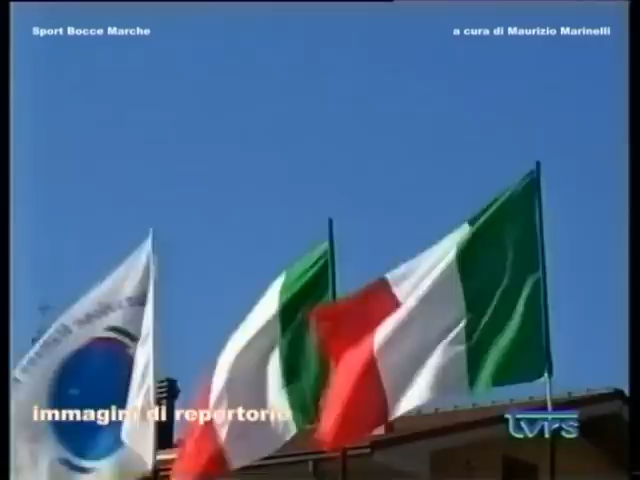 Sport Bocce Marche
a cura di Maurizio Marinelli
immagini di repertorio
tvrs